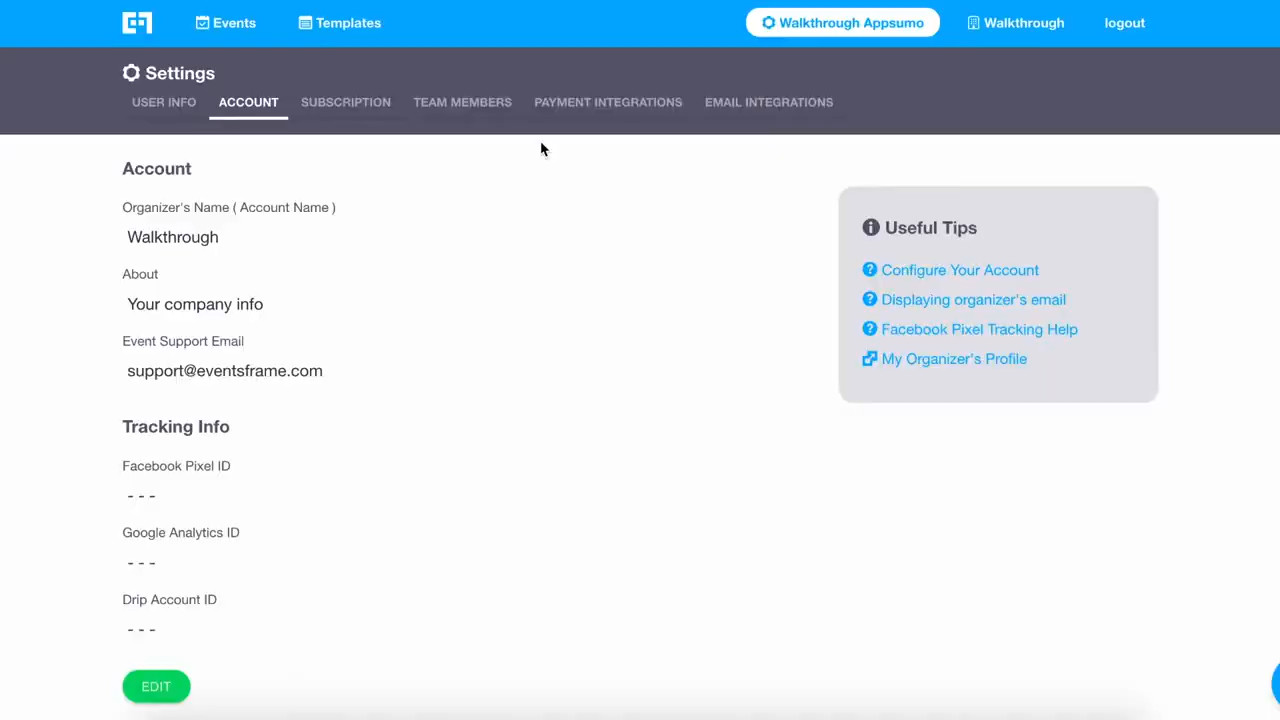 Events
Templates
Walkthrough Appsumo
Walkthrough
logout
Settings
USER INFO
ACCOUNT
SUBSCRIPTION
TEAM MEMBERS
PAYMENT INTEGRATIONS
EMAIL INTEGRATIONS
Account
Organizer's Name ( Account Name )
Walkthrough
About
Your company info
Event Support Email
support@eventsframe.com
Tracking Info
Facebook Pixel ID
- - -
Google Analytics ID
- - -
Drip Account ID
- - -
EDIT
Useful Tips
Configure Your Account
Displaying organizer's email
Facebook Pixel Tracking Help
My Organizer's Profile